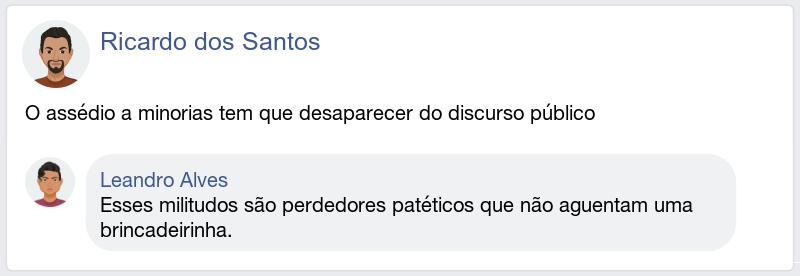 Ricardo dos Santos
O assédio a minorias tem que desaparecer do discurso público
Leandro Alves
Esses militudos são perdedores patéticos que não aguentam uma
brincadeirinha.